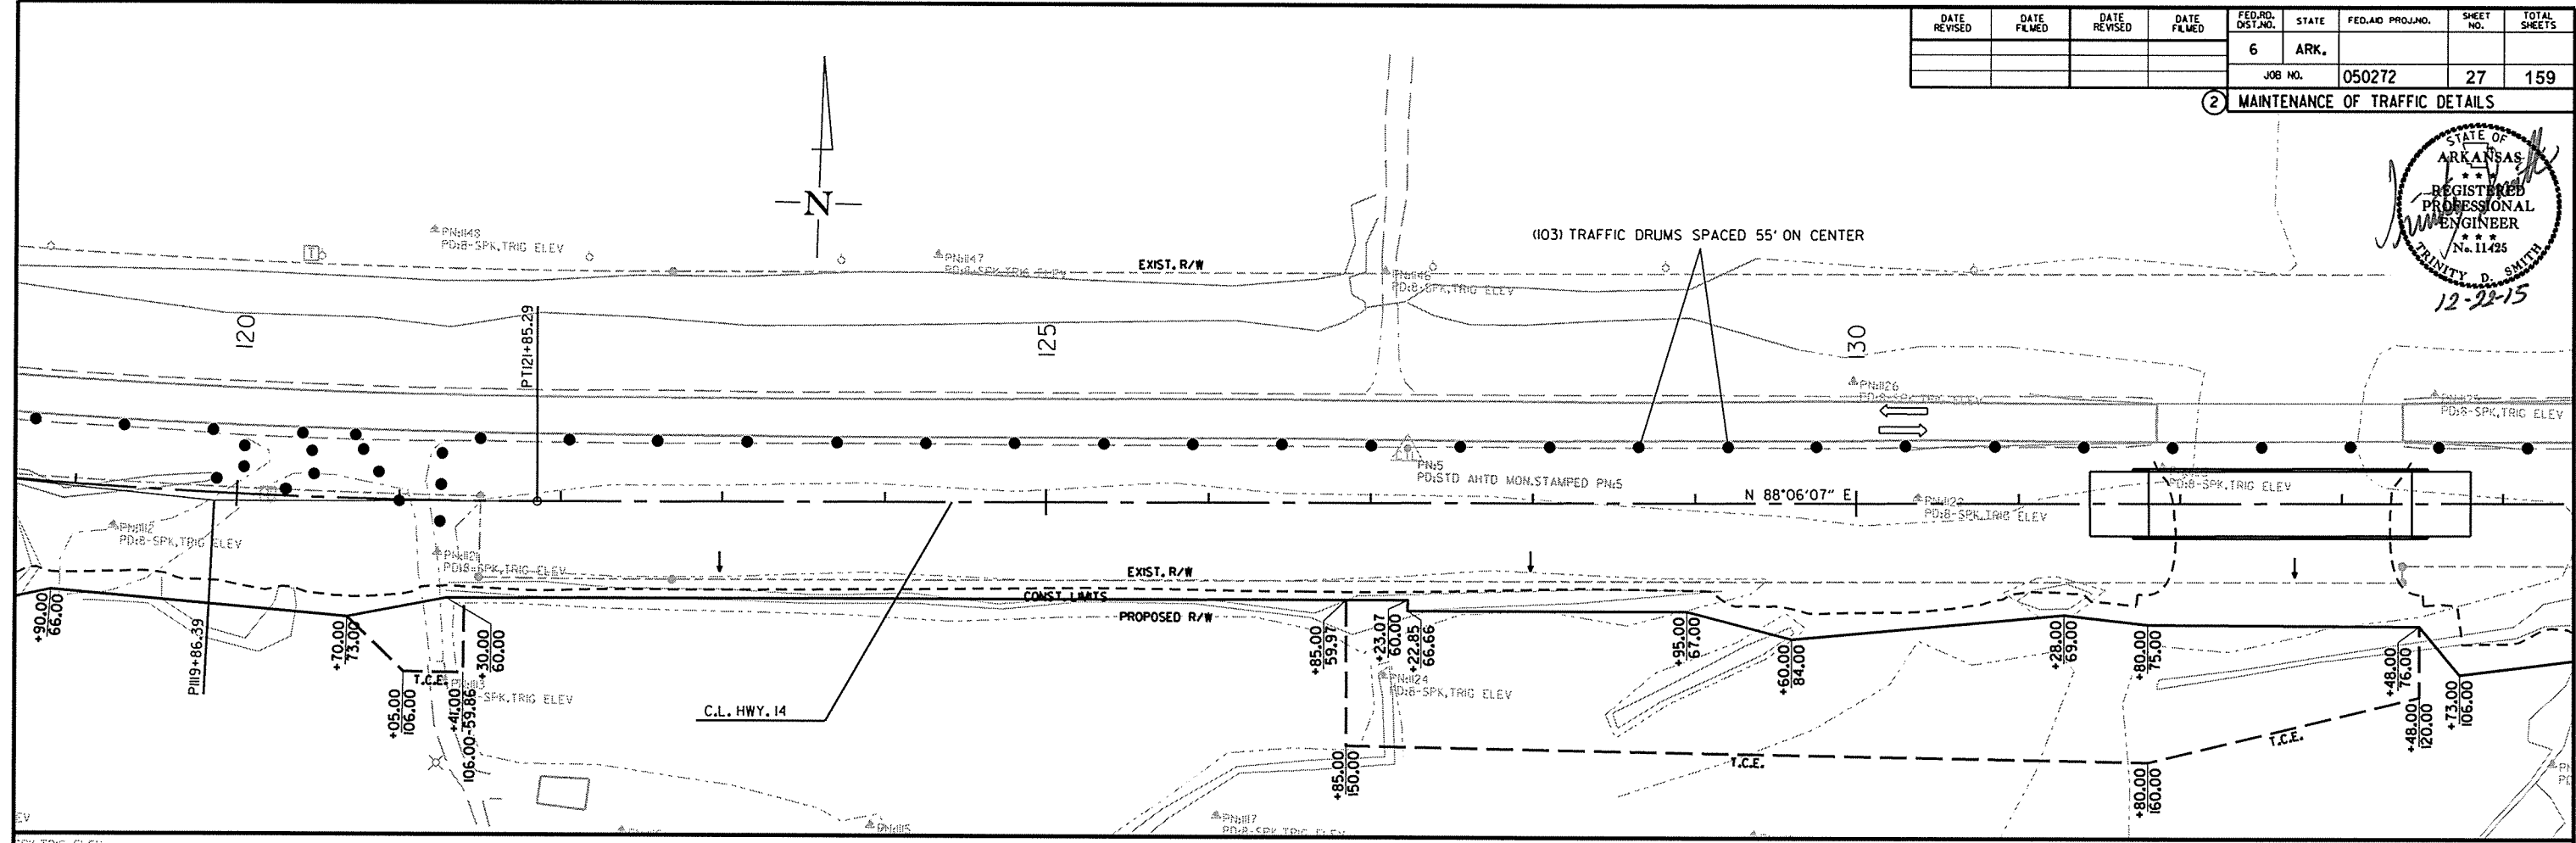 DATE REVISED
DATE FILMED
DATE REVISED
DATE FILMED
FED.RD. DIST.NO.
STATE
FED.AID PROJ.NO.
SHEET NO.
TOTAL SHEETS
6
ARK.
JOB NO.
050272
27
159
2 MAINTENANCE OF TRAFFIC DETAILS
STATE OF
ARKANSAS
REGISTERED
PROFESSIONAL
ENGINEER
No. 11425
TRINITY D. SMITH
12-22-15
N
PN:1148
PD:8-SPK,TRIG ELEV
T
PN:1147
EXIST. R/W
PN:1146
PD:8-SPK,TRIG ELEV
(103) TRAFFIC DRUMS SPACED 55' ON CENTER
120
125
130
PT121+85.29
PN:1126
PD:8-SPK,TRIG ELEV
PD:8-SPK,TRIG ELEV
PN:5
PD:STD AHTD MON.STAMPED PN:5
N 88°06'07" E
PD:8-SPK,TRIG ELEV
PN:1122
PD:8-SPK,TRIG ELEV
PN:1112
PD:8-SPK,TRIG ELEV
PN:1121
PD:8-SPK,TRIG ELEV
EXIST. R/W
CONST. LIMITS
PROPOSED R/W
+90.00
66.00
PI119+86.39
+70.00
73.00
+05.00
106.00
T.C.E.
PN:1113
-SPK,TRIG ELEV
+41.00
106.00-59.86
+30.00
60.00
C.L. HWY. 14
+85.00
59.97
+23.07
60.00
+22.85
66.66
PN:1124
PD:8-SPK,TRIG ELEV
+95.00
67.00
+60.00
84.00
+28.00
69.00
+80.00
75.00
+48.00
76.00
+73.00
106.00
+48.00
120.00
T.C.E.
T.C.E.
+85.00
150.00
+80.00
160.00
PN:1115
PN:1117
PD:8-SPK,TRIG ELEV